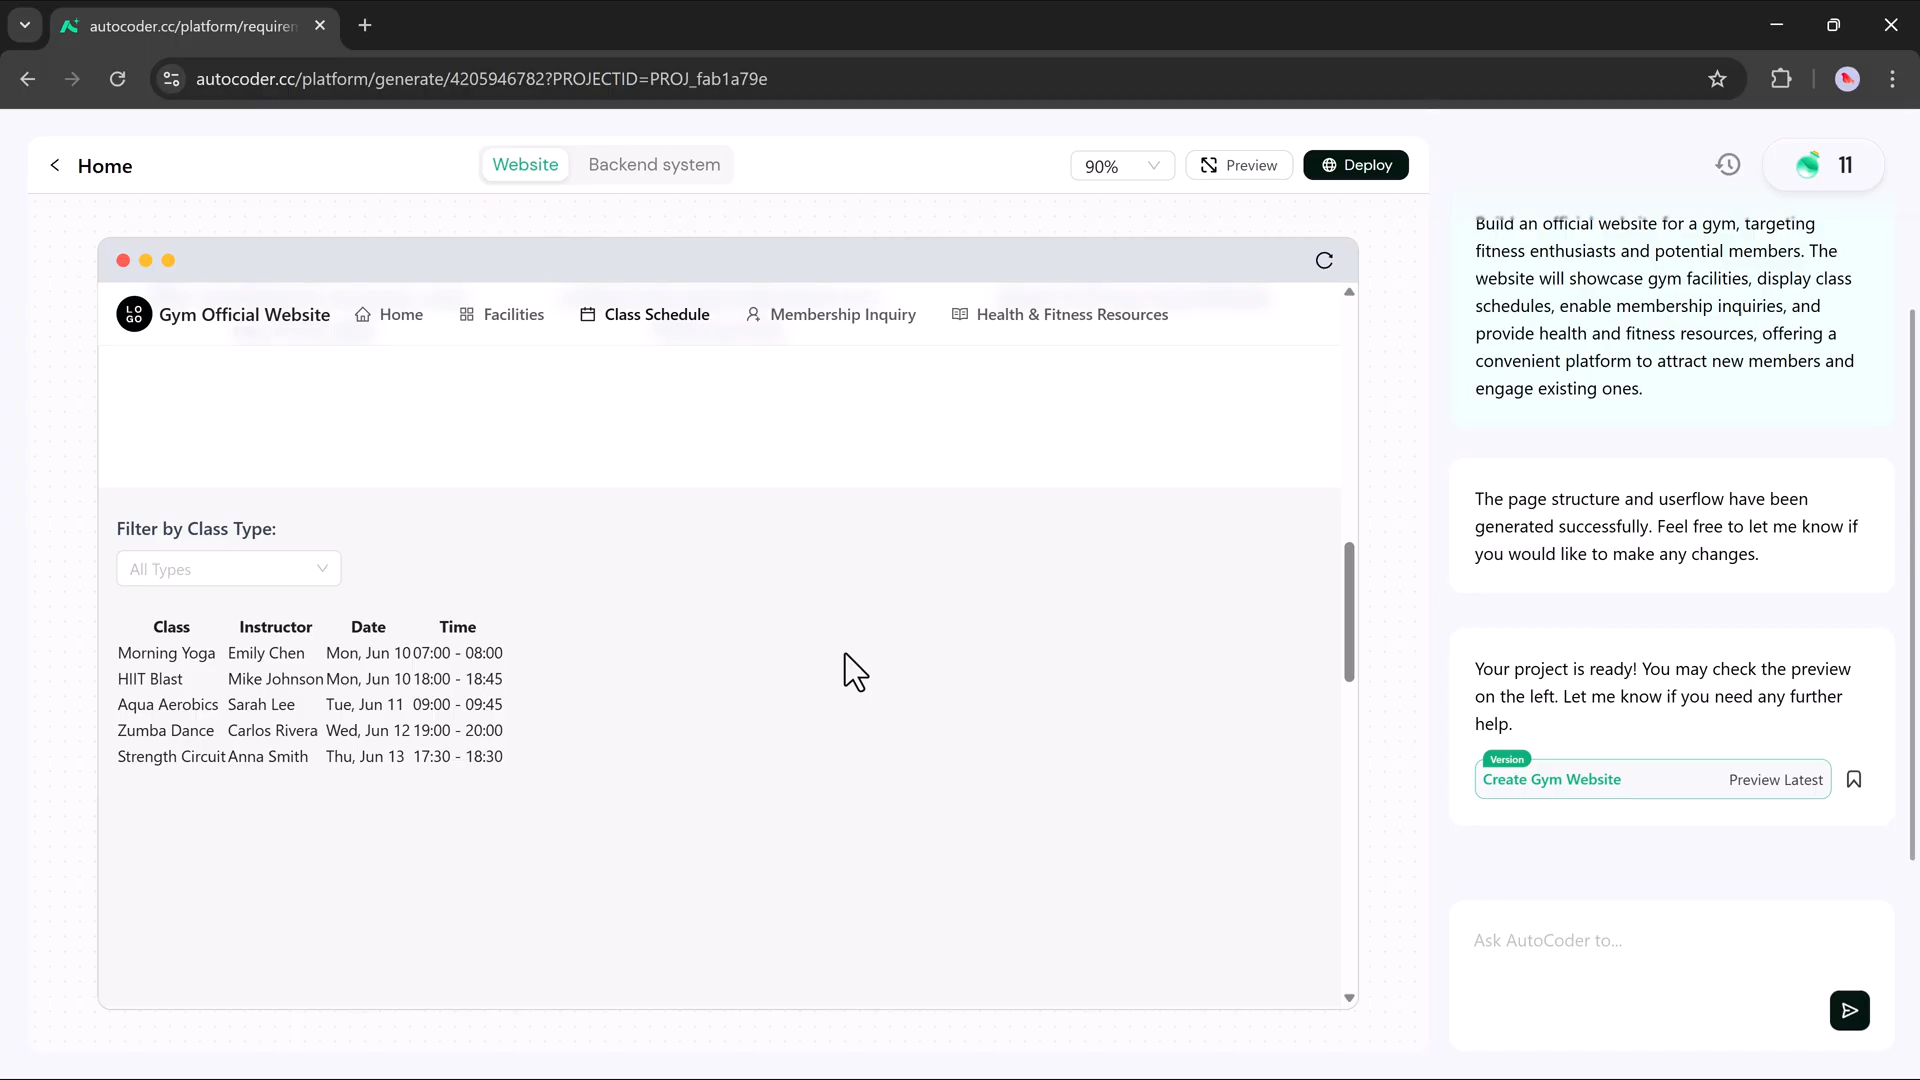 autocoder.cc/platform/requiren
autocoder.cc/platform/generate/4205946782?PROJECTID=PROJ_fab1a79e
Home
Website
Backend system
90%
Preview
Deploy
11
LO
GO
Gym Official Website
Home
Facilities
Class Schedule
Membership Inquiry
Health & Fitness Resources
Filter by Class Type:
All Types
Class Instructor Date Time
Morning Yoga Emily Chen Mon, Jun 10 07:00 - 08:00
HIIT Blast Mike Johnson Mon, Jun 10 18:00 - 18:45
Aqua Aerobics Sarah Lee Tue, Jun 11 09:00 - 09:45
Zumba Dance Carlos Rivera Wed, Jun 12 19:00 - 20:00
Strength Circuit Anna Smith Thu, Jun 13 17:30 - 18:30
Build an official website for a gym, targeting
fitness enthusiasts and potential members. The
website will showcase gym facilities, display class
schedules, enable membership inquiries, and
provide health and fitness resources, offering a
convenient platform to attract new members and
engage existing ones.
The page structure and userflow have been
generated successfully. Feel free to let me know if
you would like to make any changes.
Your project is ready! You may check the preview
on the left. Let me know if you need any further
help.
Version
Create Gym Website
Preview Latest
Ask AutoCoder to...